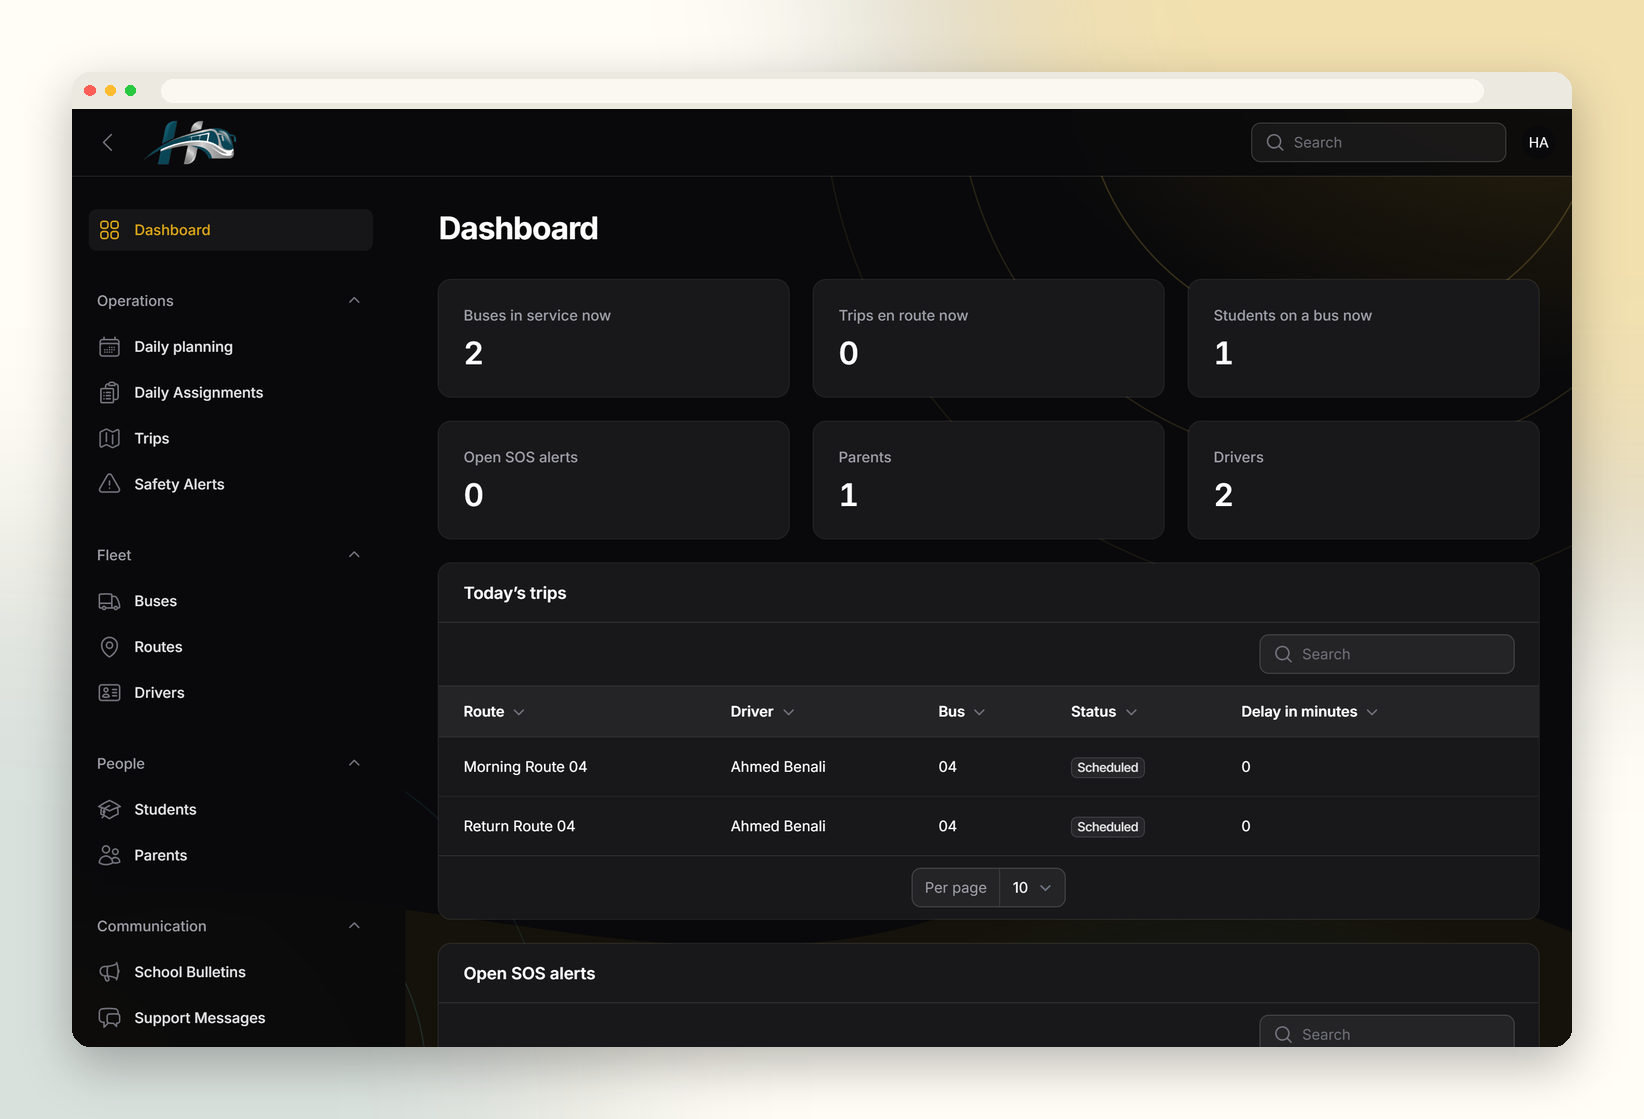 Search
HA
Dashboard
Operations
Daily planning
Daily Assignments
Trips
Safety Alerts
Fleet
Buses
Routes
Drivers
People
Students
Parents
Communication
School Bulletins
Support Messages
Dashboard
Buses in service now
2
Trips en route now
0
Students on a bus now
1
Open SOS alerts
0
Parents
1
Drivers
2
Today’s trips
Search
Route Driver Bus Status Delay in minutes
Morning Route 04 Ahmed Benali 04 Scheduled 0
Return Route 04 Ahmed Benali 04 Scheduled 0
Per page 10
Open SOS alerts
Search